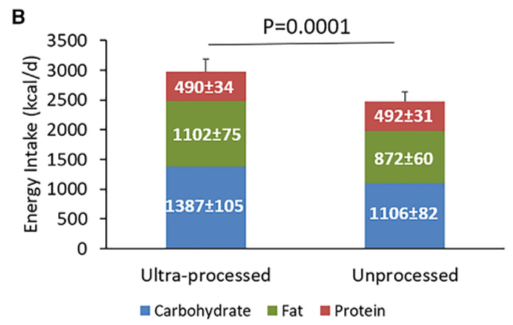 B
P=0.0001
Energy Intake (kcal/d)
3500
3000
2500
2000
1500
1000
500
0
490±34
1102±75
1387±105
492±31
872±60
1106±82
Ultra-processed
Unprocessed
Carbohydrate Fat Protein